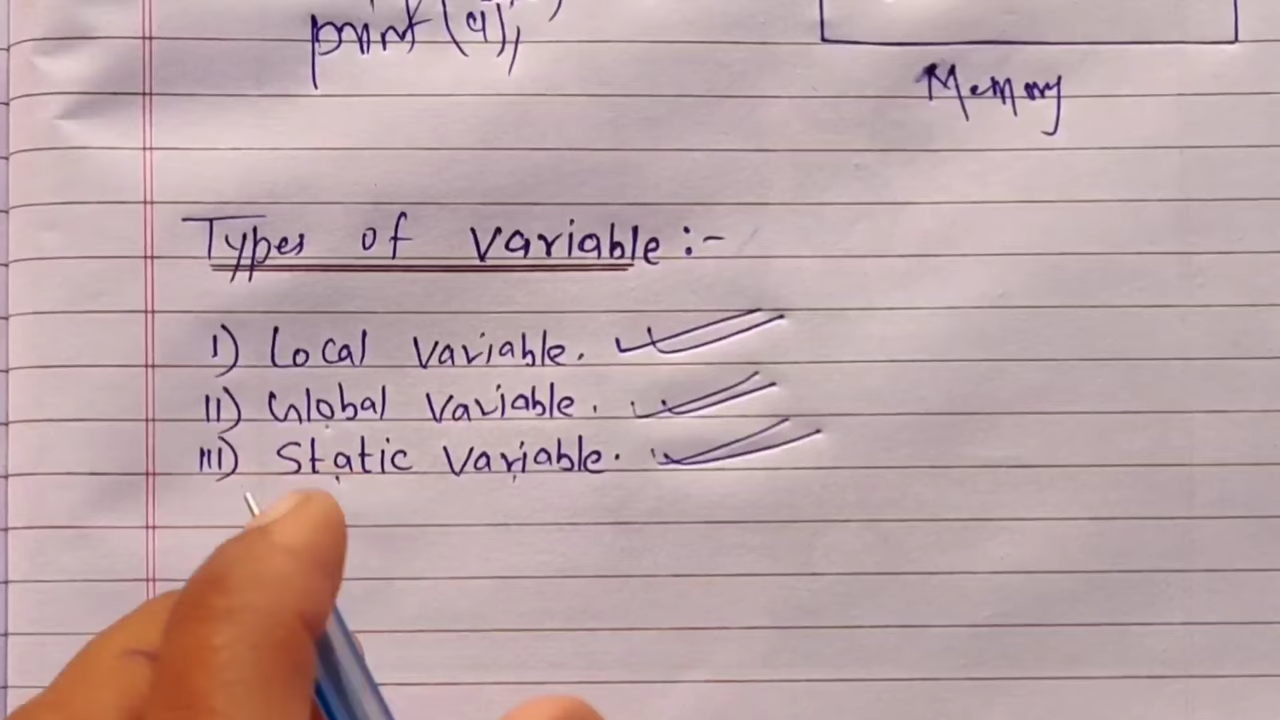 print(a);
Memory
Types of variable:-
I) Local variable.
II) Global variable.
III) Static variable.